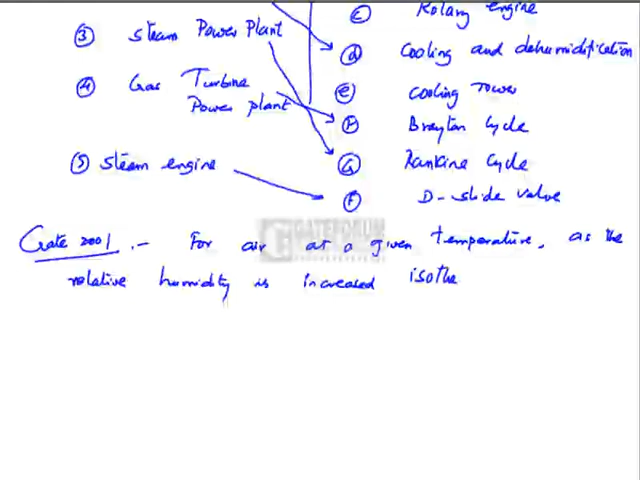 (c) Rotary engine
(3) Steam Power Plant
(d) Cooling and dehumidification
(e) Cooling Tower
(4) Gas Turbine
Power plant
Brayton Cycle
(5) Steam engine
(G) Rankine Cycle
(F) D-slide valve
GATEFORUM
Gate 2001 :- For air at a given temperature, as the
relative humidity is increased isothe